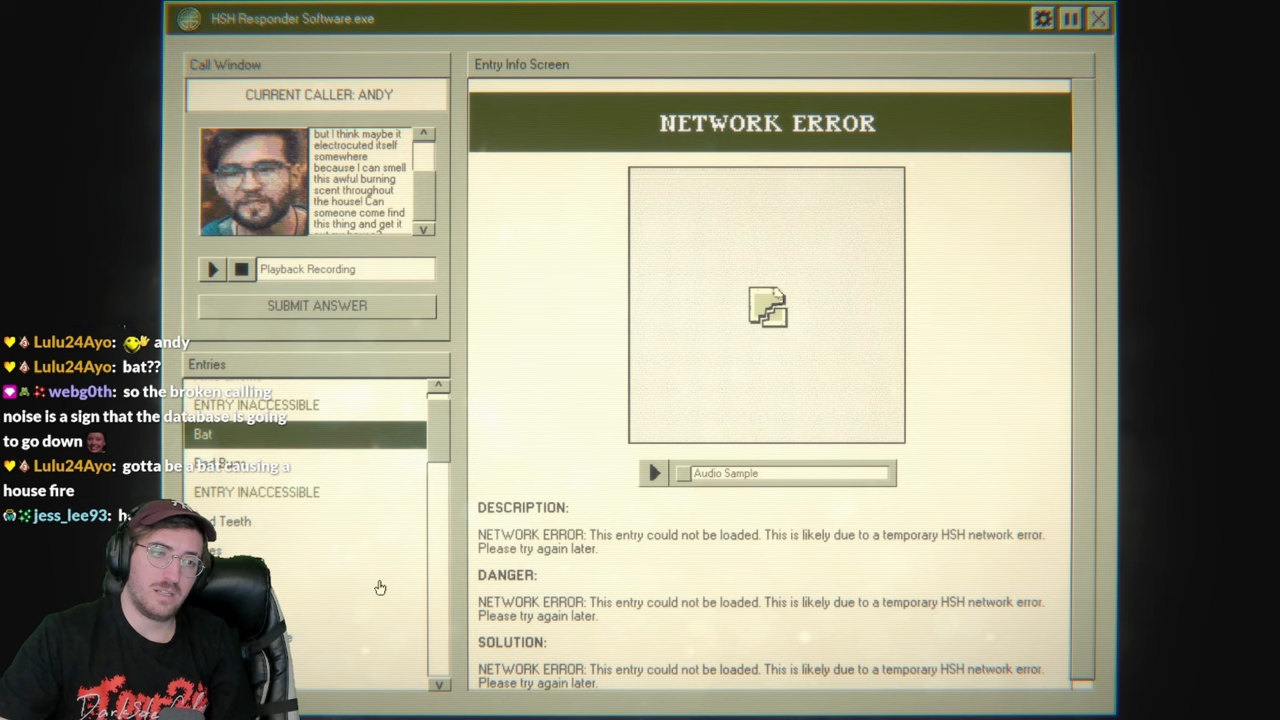 HSH Responder Software.exe
Call Window
CURRENT CALLER: ANDY
but I think maybe it
electrocuted itself
somewhere
because I can smell
this awful burning
scent throughout
the house! Can
someone come find
this thing and get it
Playback Recording
SUBMIT ANSWER
Entries
ENTRY INACCESSIBLE
Bat
ENTRY INACCESSIBLE
Teeth
Lulu24Ayo: andy
Lulu24Ayo: bat??
webg0th: so the broken calling
noise is a sign that the database is going
to go down
Lulu24Ayo: gotta be a bat causing a
house fire
jess_lee93:
Entry Info Screen
NETWORK ERROR
Audio Sample
DESCRIPTION:
NETWORK ERROR: This entry could not be loaded. This is likely due to a temporary HSH network error.
Please try again later.
DANGER:
NETWORK ERROR: This entry could not be loaded. This is likely due to a temporary HSH network error.
Please try again later.
SOLUTION:
NETWORK ERROR: This entry could not be loaded. This is likely due to a temporary HSH network error.
Please try again later.